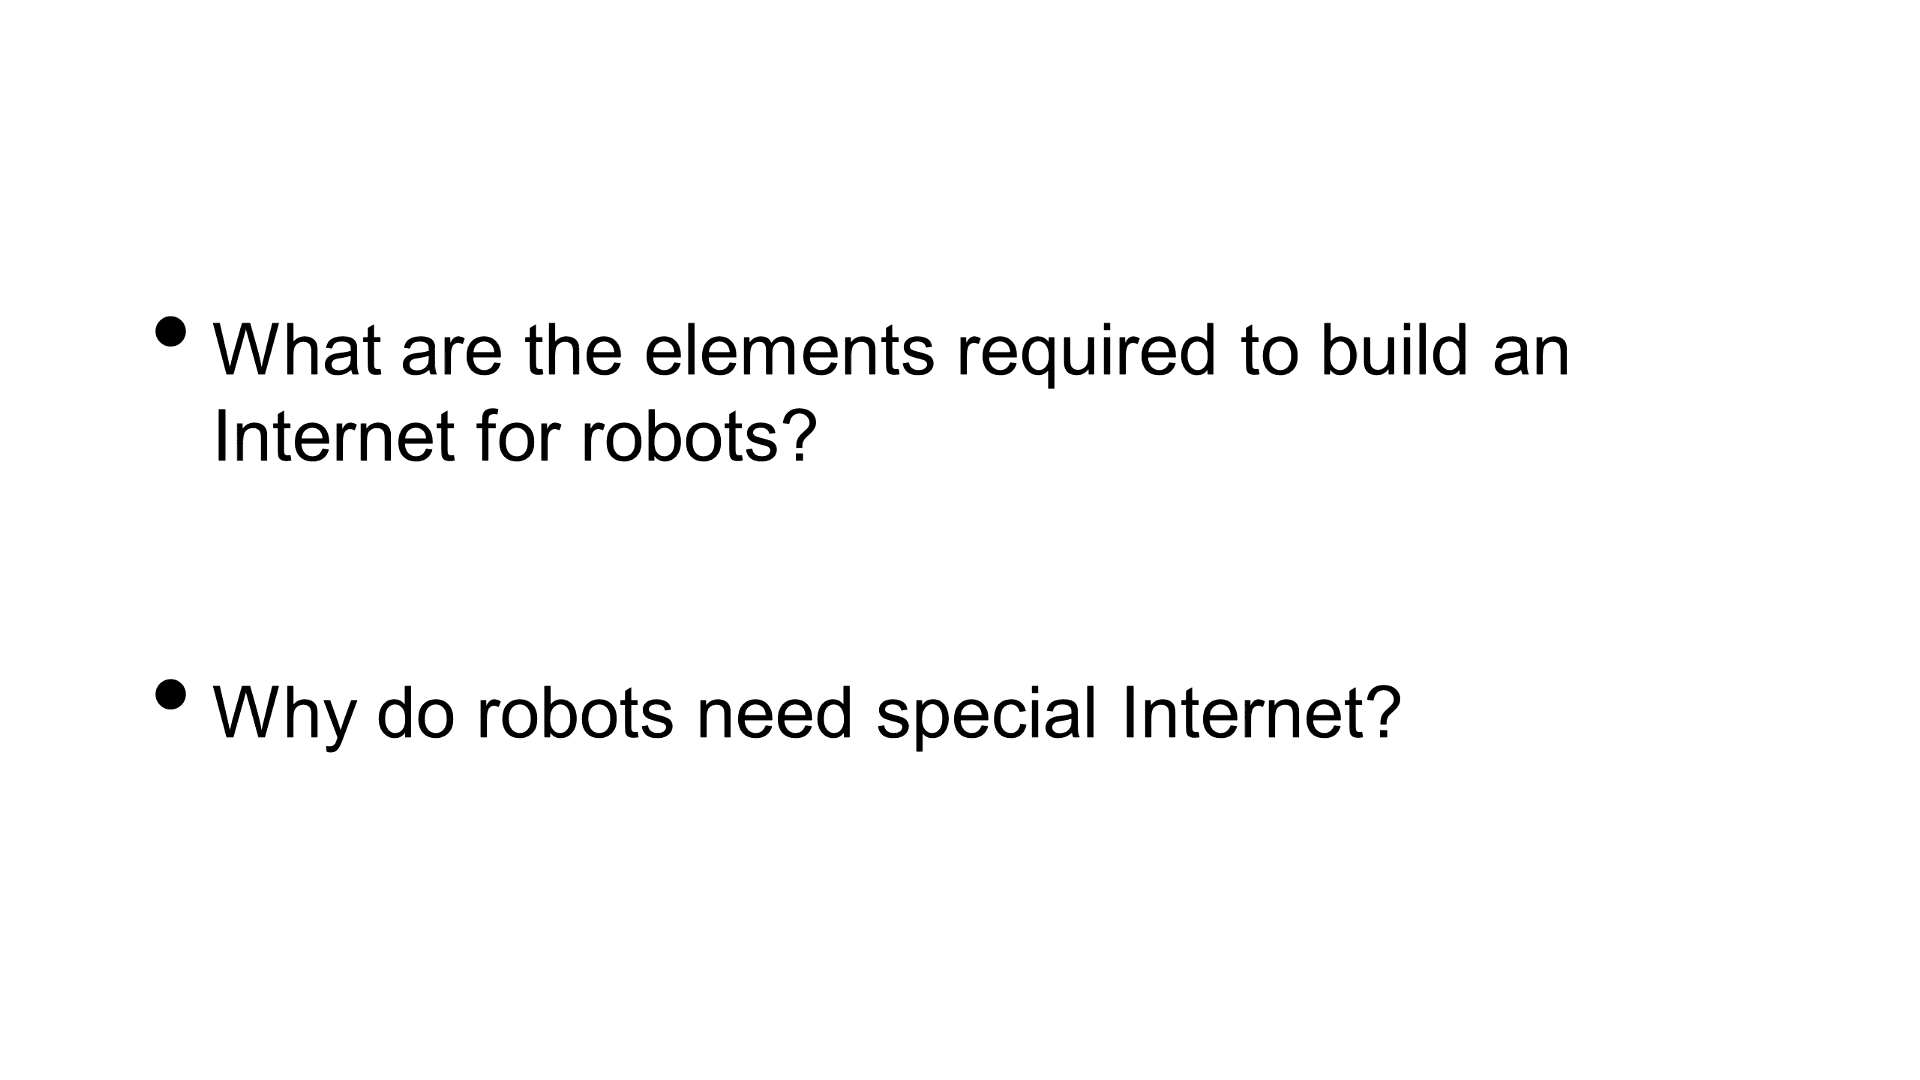 • What are the elements required to build an
Internet for robots?
• Why do robots need special Internet?